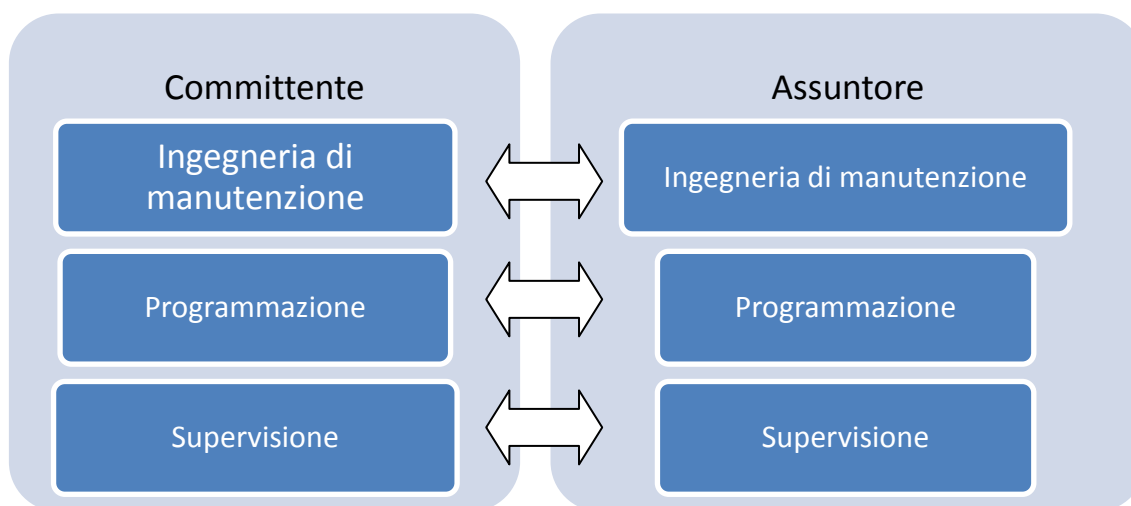 Committente
Ingegneria di
manutenzione
Programmazione
Supervisione
Assuntore
Ingegneria di manutenzione
Programmazione
Supervisione